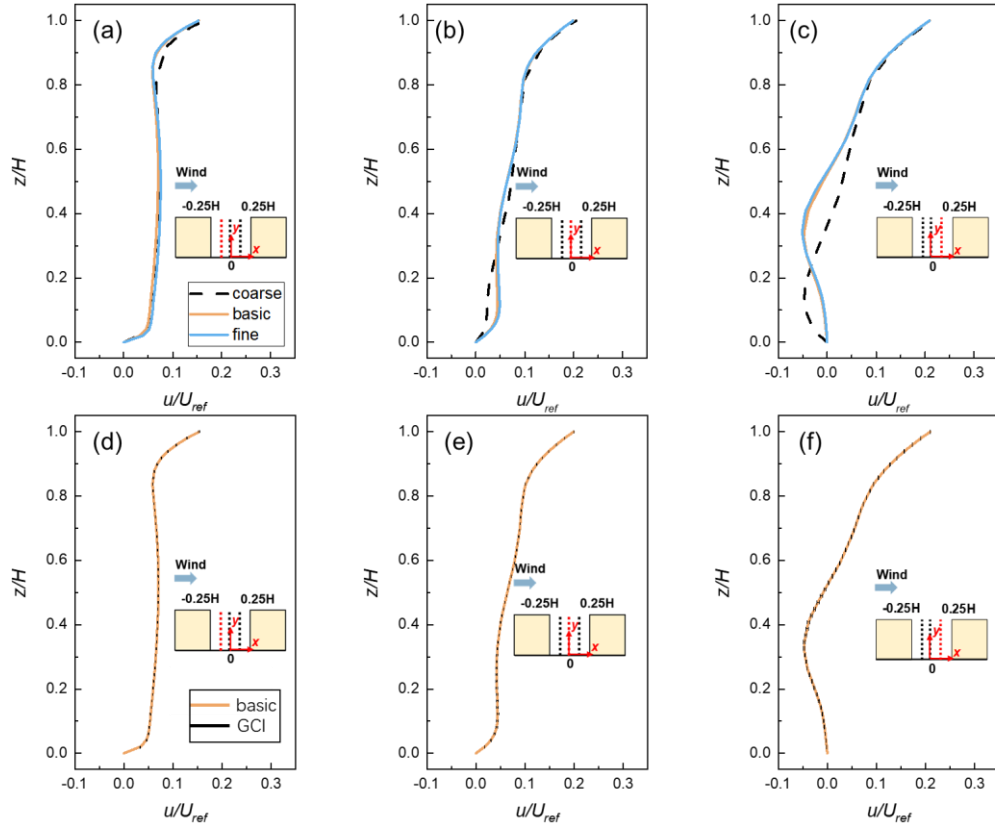 (a)
1.0
0.8
0.6
0.4
0.2
0.0
z/H
Wind
-0.25H 0.25H
y
x
0
coarse
basic
fine
-0.1 0.0 0.1 0.2 0.3
u/Uref
(b)
1.0
0.8
0.6
0.4
0.2
0.0
z/H
Wind
-0.25H 0.25H
y
x
0
-0.1 0.0 0.1 0.2 0.3
u/Uref
(c)
1.0
0.8
0.6
0.4
0.2
0.0
z/H
Wind
-0.25H 0.25H
y
x
0
-0.1 0.0 0.1 0.2 0.3
u/Uref
(d)
1.0
0.8
0.6
0.4
0.2
0.0
z/H
Wind
-0.25H 0.25H
y
x
0
basic
GCI
-0.1 0.0 0.1 0.2 0.3
u/Uref
(e)
1.0
0.8
0.6
0.4
0.2
0.0
z/H
Wind
-0.25H 0.25H
y
x
0
-0.1 0.0 0.1 0.2 0.3
u/Uref
(f)
1.0
0.8
0.6
0.4
0.2
0.0
z/H
Wind
-0.25H 0.25H
y
x
0
-0.1 0.0 0.1 0.2 0.3
u/Uref